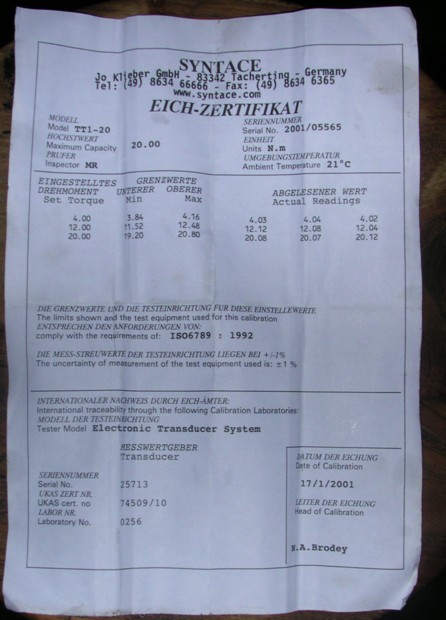 SYNTACE
Jo. Klieber GmbH - 83342 Tacherting - Germany
Tel: (49) 8634 66666 - Fax: (49) 8634 6365
www.syntace.com
EICH-ZERTIFIKAT
MODELL
Model TT1-20
HÖCHSTWERT
Maximum Capacity 20.00
PRÜFER
Inspector MR
SERIENNUMMER
Serial No. 2001/05565
EINHEIT
Units N.m
UMGEBUNGSTEMPERATUR
Ambient Temperature 21°C
EINGESTELLTES GRENZWERTE
DREHMOMENT UNTERER OBERER ABGELESENER WERT
Set Torque Min Max Actual Readings
4.00 3.84 4.16 4.03 4.04 4.02
12.00 11.52 12.48 12.12 12.08 12.04
20.00 19.20 20.80 20.08 20.07 20.12
DIE GRENZWERTE UND DIE TESTEINRICHTUNG FÜR DIESE EINSTELLWERTE
The limits shown and the test equipment used for this calibration
ENTSPRECHEN DEN ANFORDERUNGEN VON:
comply with the requirements of: ISO6789 : 1992
DIE MESS-STREUWERTE DER TESTEINRICHTUNG LIEGEN BEI +/-1%
The uncertainty of measurement of the test equipment used is: ±1 %
INTERNATIONALER NACHWEIS DURCH EICH-ÄMTER:
International traceability through the following Calibration Laboratories
MODELL DER TESTEINRICHTUNG
Tester Model Electronic Transducer System
MESSWERTGEBER
Transducer
SERIENNUMMER
Serial No. 25713
UKAS ZERT NR.
UKAS cert. no 74509/10
LABOR NR.
Laboratory No. 0256
DATUM DER EICHUNG
Date of Calibration
17/1/2001
LEITER DER EICHUNG
Head of Calibration
N.A.Brodey